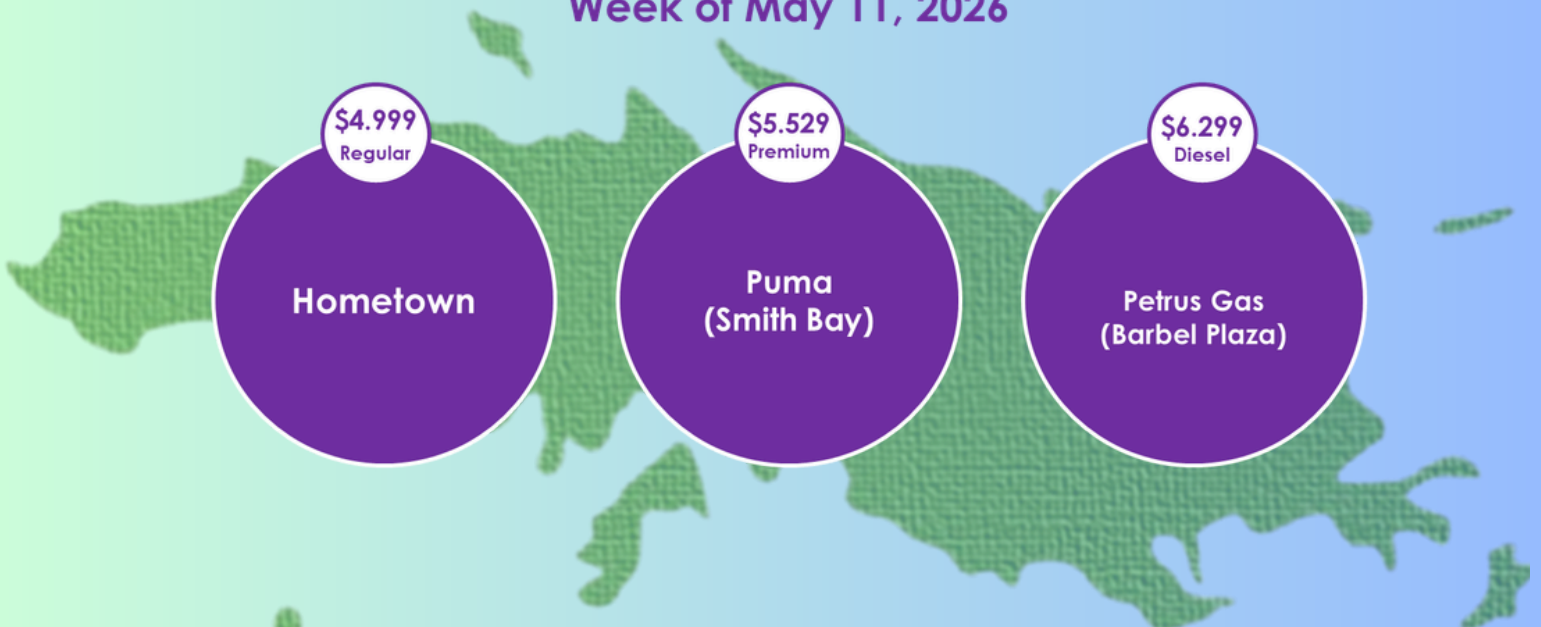 Week of May 11, 2026
$4.999
Regular
Hometown
$5.529
Premium
Puma
(Smith Bay)
$6.299
Diesel
Petrus Gas
(Barbel Plaza)